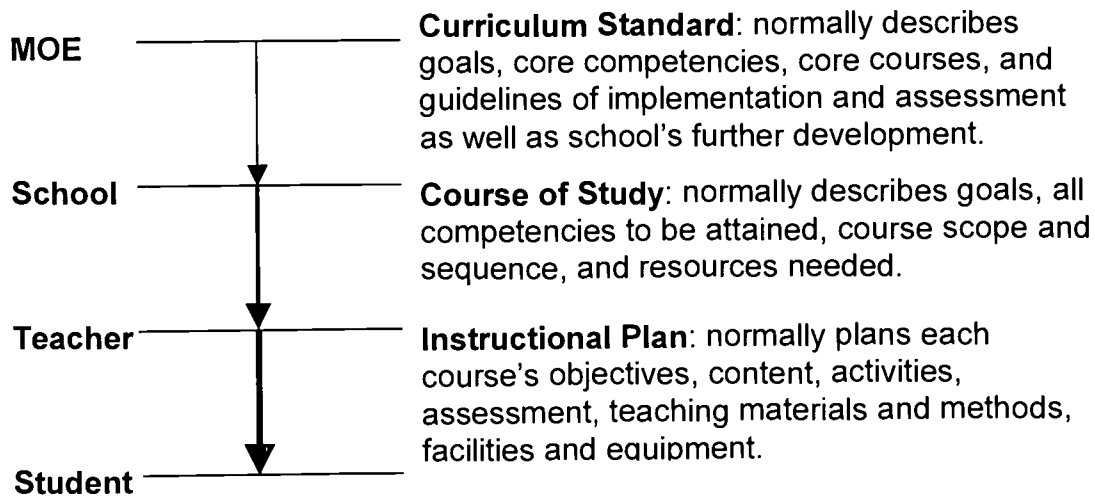 MOE
Curriculum Standard: normally describes
goals, core competencies, core courses, and
guidelines of implementation and assessment
as well as school's further development.
School
Course of Study: normally describes goals, all
competencies to be attained, course scope and
sequence, and resources needed.
Teacher
Instructional Plan: normally plans each
course's objectives, content, activities,
assessment, teaching materials and methods,
facilities and equipment.
Student